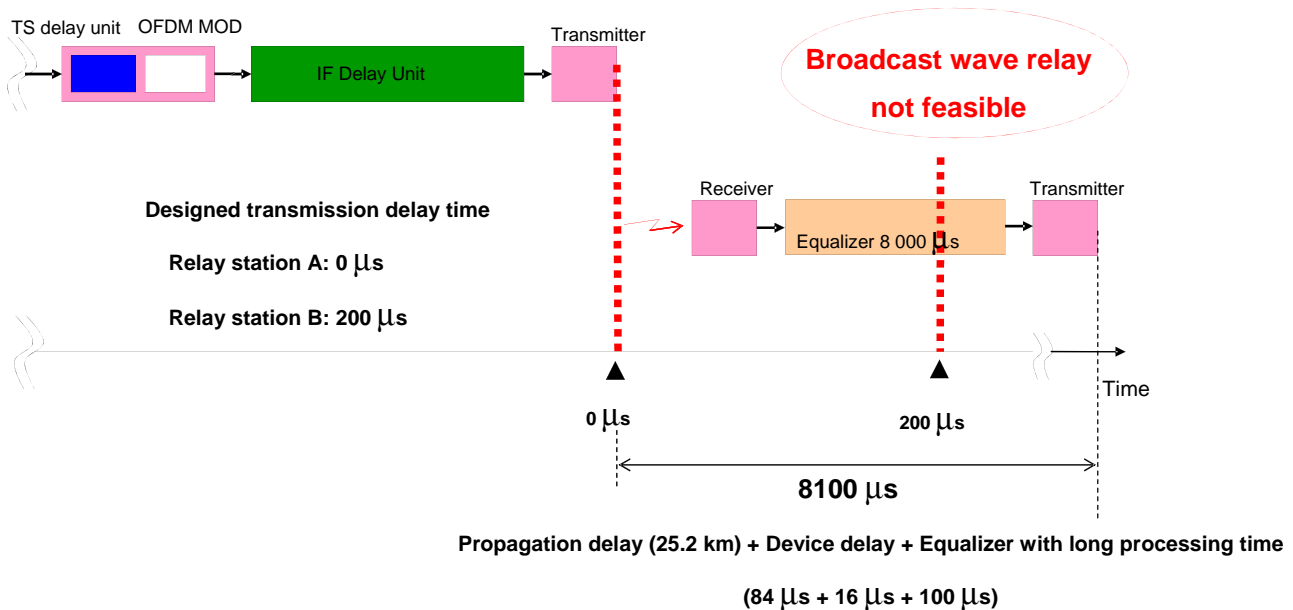 TS delay unit
OFDM MOD
Transmitter
IF Delay Unit
Broadcast wave relay
not feasible
Receiver
Transmitter
Equalizer 8 000 μs
Designed transmission delay time
Relay station A: 0 μs
Relay station B: 200 μs
Time
0 μs
200 μs
8100 μs
Propagation delay (25.2 km) + Device delay + Equalizer with long processing time
(84 μs + 16 μs + 100 μs)